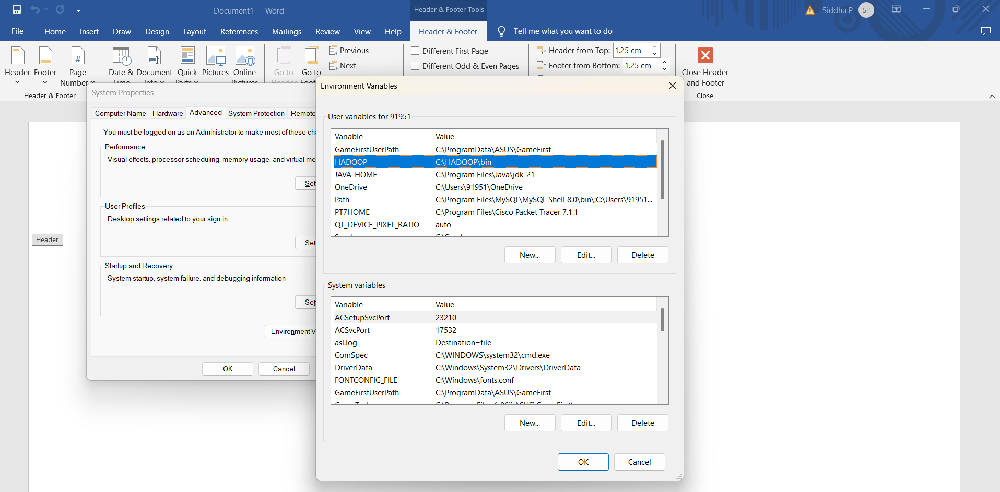 Document1 - Word
Header & Footer Tools
Siddhu P
SP
File
Home
Insert
Draw
Design
Layout
References
Mailings
Review
View
Help
Header & Footer
Tell me what you want to do
Header
Footer
Page
Number
Date &
Time
Document
Info
Quick
Parts
Pictures
Online
Pictures
Go to
Header
Go to
Foot
Previous
Next
Different First Page
Different Odd & Even Pages
Header from Top:
1.25 cm
Footer from Bottom:
1.25 cm
Close Header
and Footer
Header & Footer
Close
Header
System Properties
Computer Name
Hardware
Advanced
System Protection
Remote
You must be logged on as an Administrator to make most of these ch
Performance
Visual effects, processor scheduling, memory usage, and virtual me
Set
User Profiles
Desktop settings related to your sign-in
Set
Startup and Recovery
System startup, system failure, and debugging information
Set
Environment V
OK
Cancel
Environment Variables
User variables for 91951
Variable Value
GameFirstUserPath C:\ProgramData\ASUS\GameFirst
HADOOP C:\HADOOP\bin
JAVA_HOME C:\Program Files\Java\jdk-21
OneDrive C:\Users\91951\OneDrive
Path C:\Program Files\MySQL\MySQL Shell 8.0\bin\;C:\Users\91951...
PT7HOME C:\Program Files\Cisco Packet Tracer 7.1.1
QT_DEVICE_PIXEL_RATIO auto
New...
Edit...
Delete
System variables
Variable Value
ACSetupSvcPort 23210
ACSvcPort 17532
asl.log Destination=file
ComSpec C:\WINDOWS\system32\cmd.exe
DriverData C:\Windows\System32\Drivers\DriverData
FONTCONFIG_FILE C:\Windows\fonts.conf
GameFirstUserPath C:\ProgramData\ASUS\GameFirst
New...
Edit...
Delete
OK
Cancel